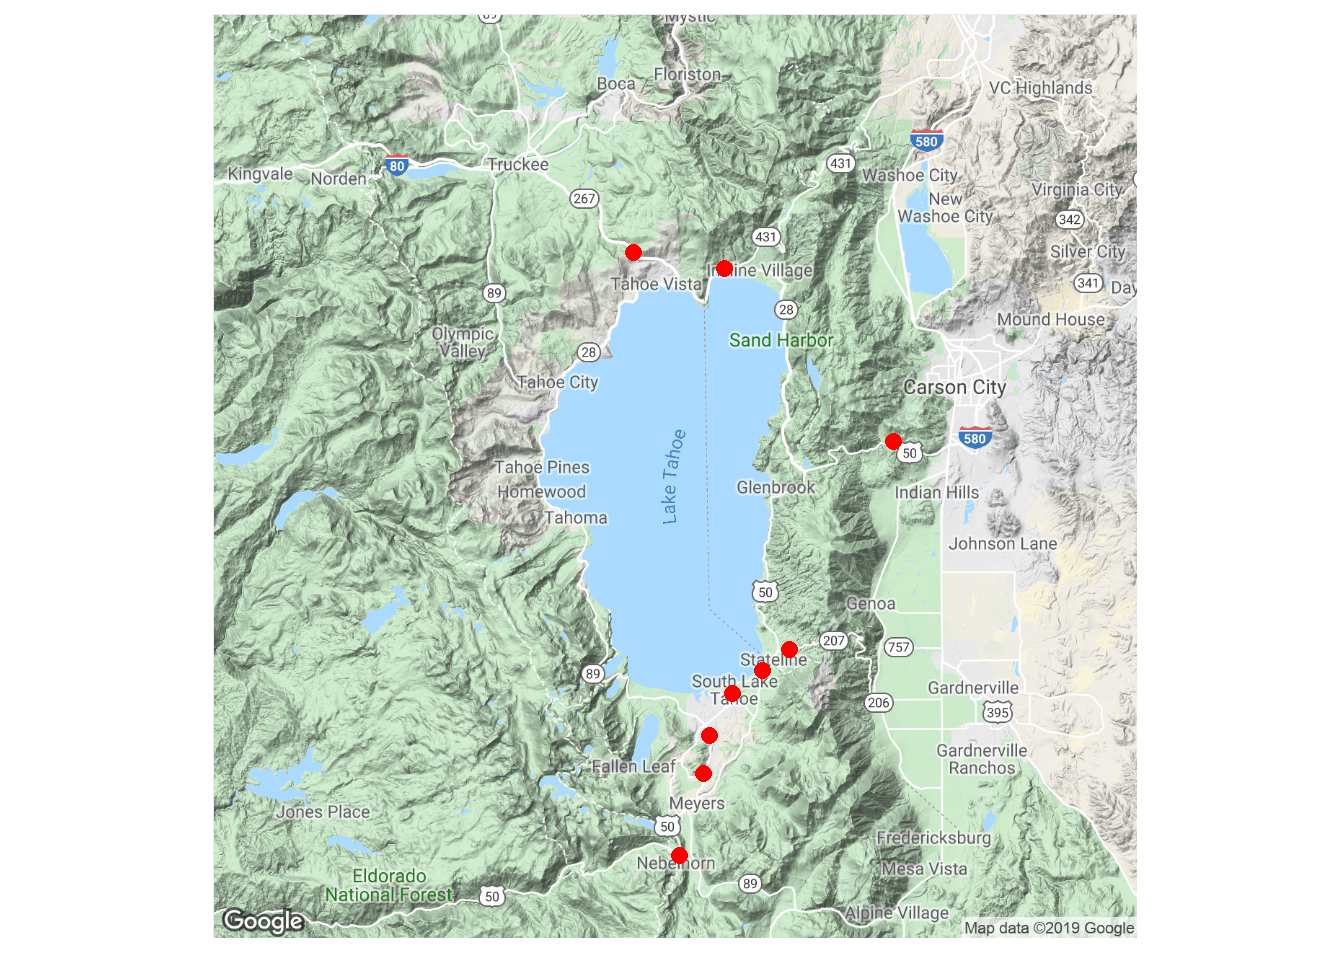 89
Mystic
Floriston
Boca
VC Highlands
580
431
80
Truckee
Kingvale
Norden
Washoe City
Virginia City
267
New
Washoe City
342
431
Silver City
Tahoe Vista
Incline Village
341
Day
89
28
Mound House
Olympic
Valley
Sand Harbor
28
Tahoe City
Carson City
580
50
Lake Tahoe
Tahoe Pines
Homewood
Glenbrook
Indian Hills
Tahoma
Johnson Lane
50
Genoa
207
757
Stateline
89
South Lake
Tahoe
Gardnerville
206
395
Gardnerville
Ranchos
Fallen Leaf
Meyers
Jones Place
50
Fredericksburg
Nebelhorn
Mesa Vista
Eldorado
National Forest
89
50
Alpine Village
Google
Map data ©2019 Google